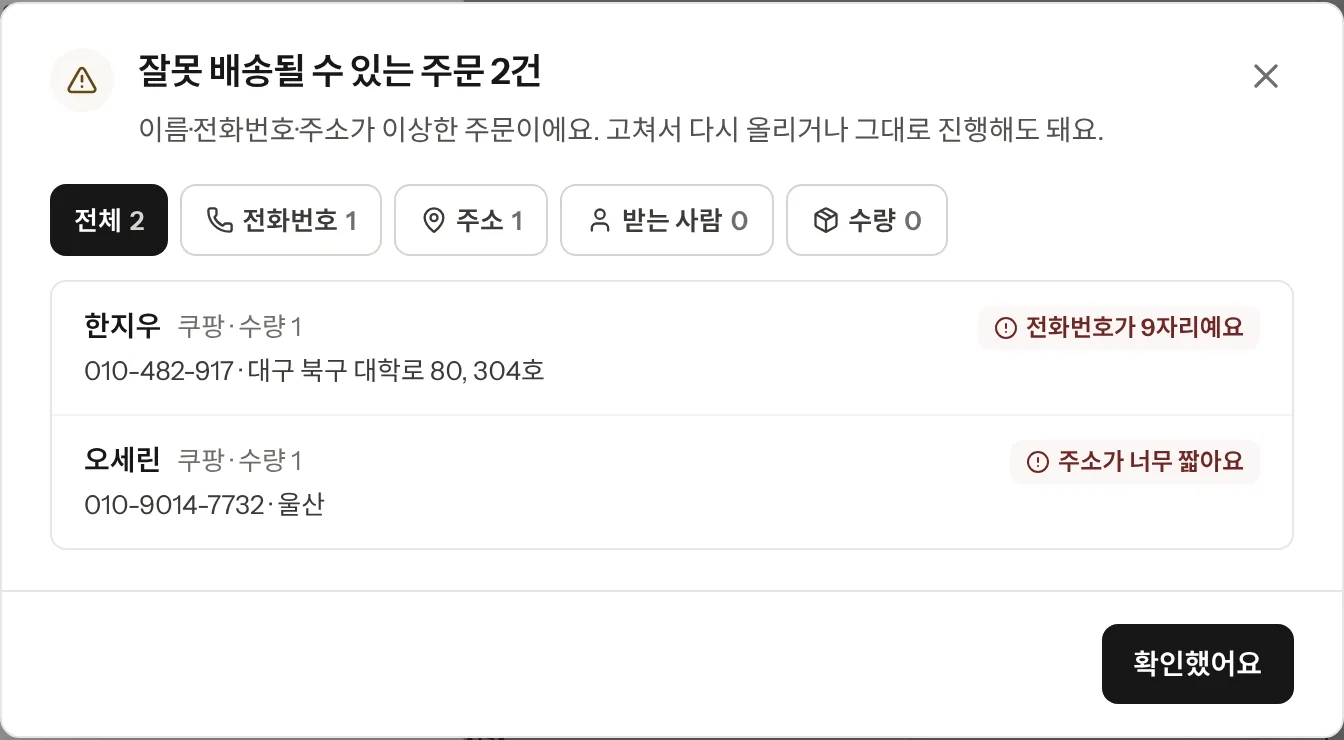 잘못 배송될 수 있는 주문 2건
이름·전화번호·주소가 이상한 주문이에요. 고쳐서 다시 올리거나 그대로 진행해도 돼요.
전체 2
전화번호 1
주소 1
받는 사람 0
수량 0
한지우 쿠팡 · 수량 1
전화번호가 9자리예요
010-482-917 · 대구 북구 대학로 80, 304호
오세린 쿠팡 · 수량 1
주소가 너무 짧아요
010-9014-7732 · 울산
확인했어요